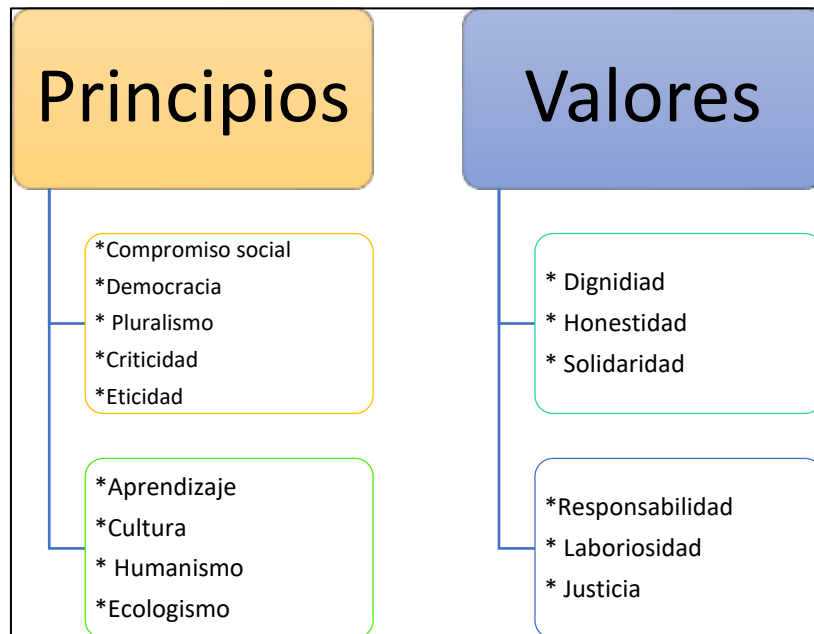 Principios
*Compromiso social
*Democracia
* Pluralismo
*Criticidad
*Eticidad
*Aprendizaje
*Cultura
* Humanismo
*Ecologismo
Valores
* Dignidiad
* Honestidad
* Solidaridad
*Responsabilidad
* Laboriosidad
* Justicia